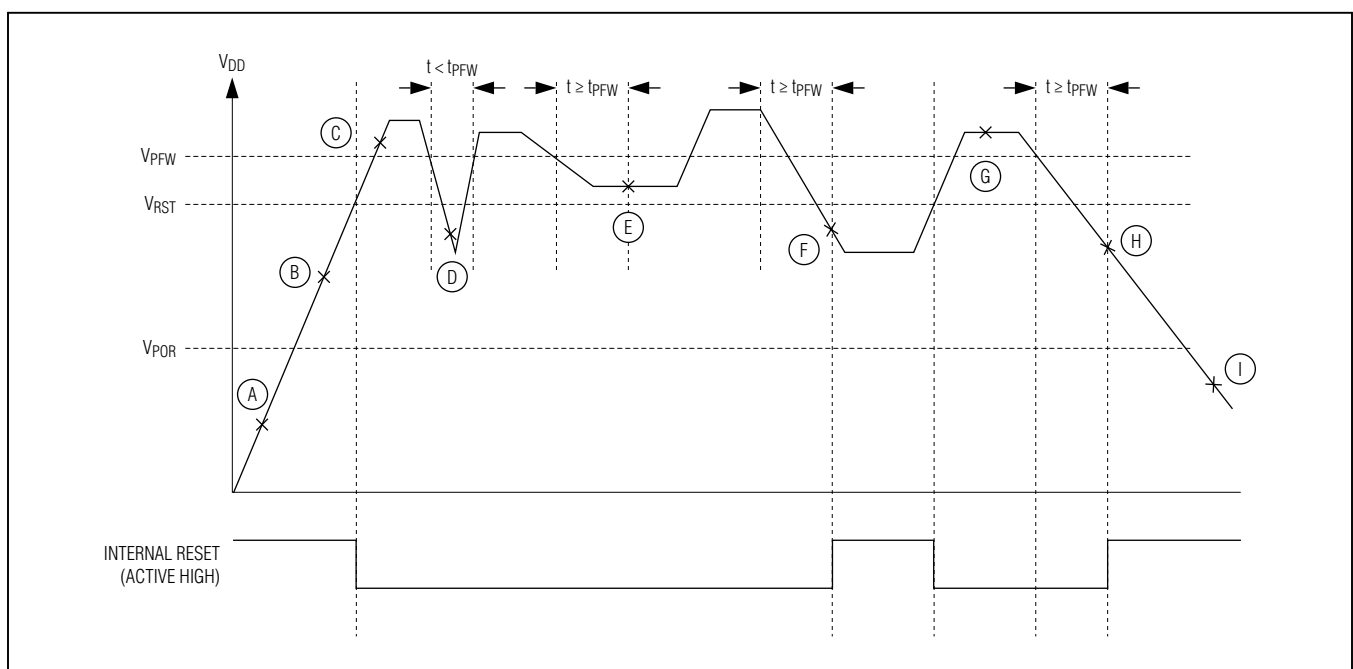 VDD
t < tPFW
t ≥ tPFW
t ≥ tPFW
t ≥ tPFW
C
VPFW
G
VRST
E
F
H
B
D
VPOR
I
A
INTERNAL RESET
(ACTIVE HIGH)